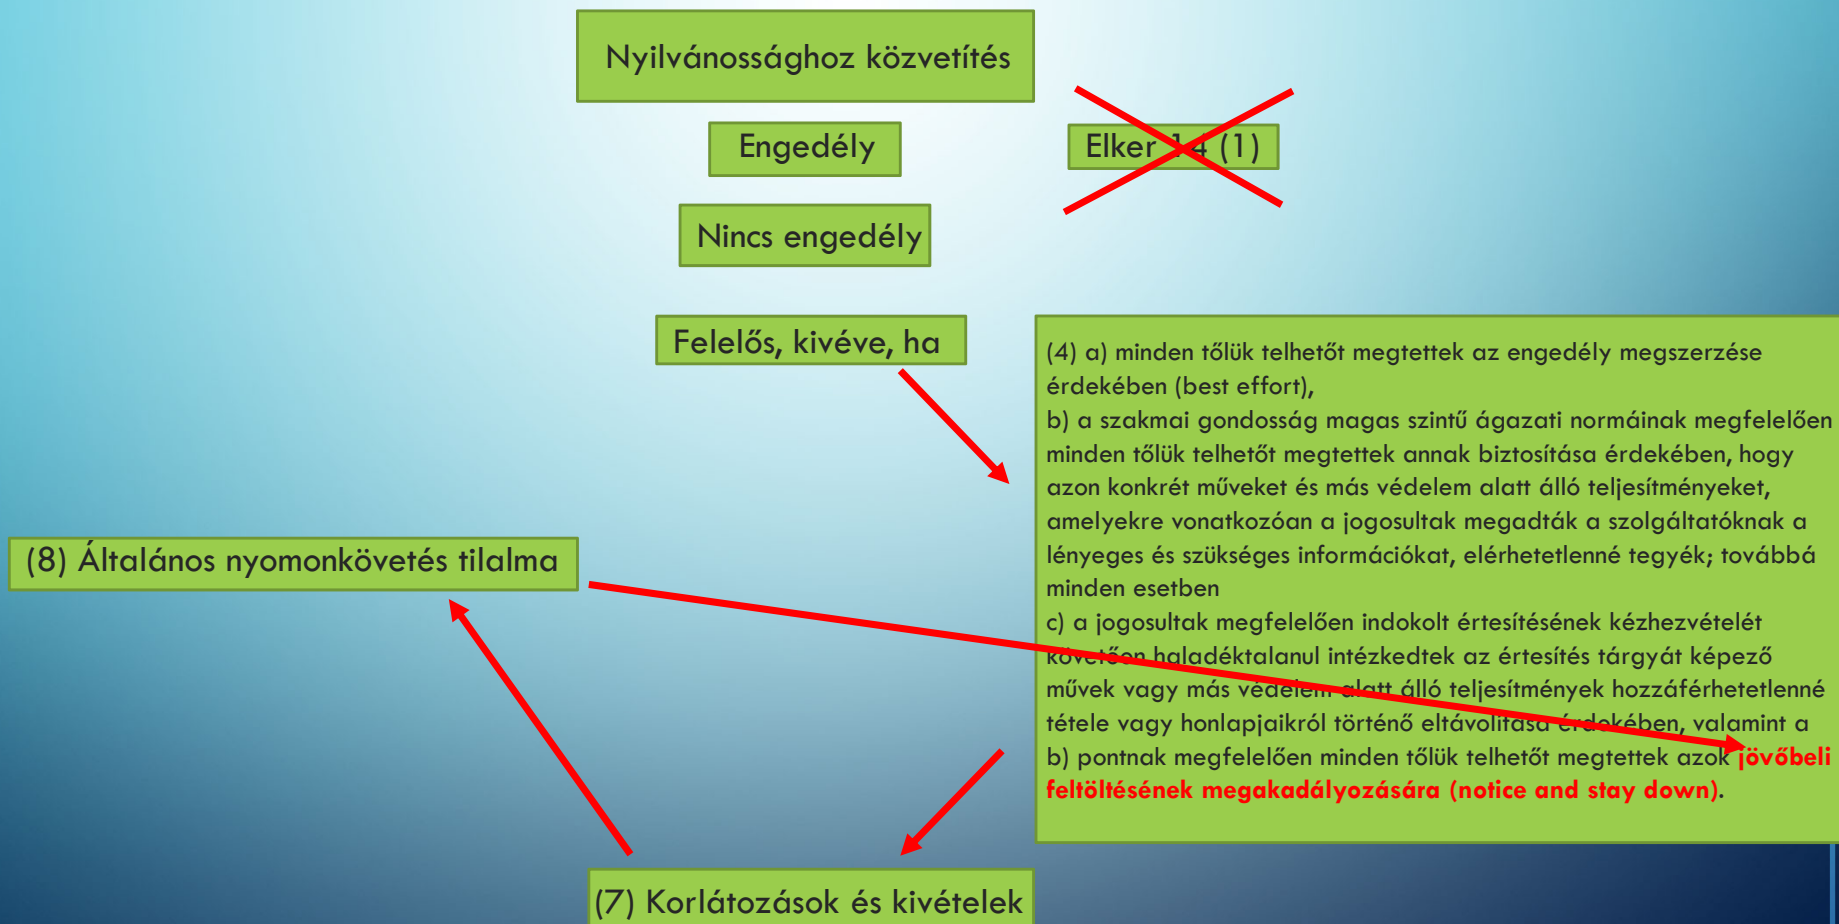 Nyilvánossághoz közvetítés
Engedély
Elker 14 (1)
Nincs engedély
Felelős, kivéve, ha
(4) a) minden tőlük telhetőt megtettek az engedély megszerzése
érdekében (best effort),
b) a szakmai gondosság magas szintű ágazati normáinak megfelelően
minden tőlük telhetőt megtettek annak biztosítása érdekében, hogy
azon konkrét műveket és más védelem alatt álló teljesítményeket,
amelyekre vonatkozóan a jogosultak megadták a szolgáltatóknak a
lényeges és szükséges információkat, elérhetetlenné tegyék; továbbá
minden esetben
c) a jogosultak megfelelően indokolt értesítésének kézhezvételét
követően haladéktalanul intézkedtek az értesítés tárgyát képező
művek vagy más védelem alatt álló teljesítmények hozzáférhetetlenné
tétele vagy honlapjaikról történő eltávolítása érdekében, valamint a
b) pontnak megfelelően minden tőlük telhetőt megtettek azok jövőbeli
feltöltésének megakadályozására (notice and stay down).
(8) Általános nyomonkövetés tilalma
(7) Korlátozások és kivételek